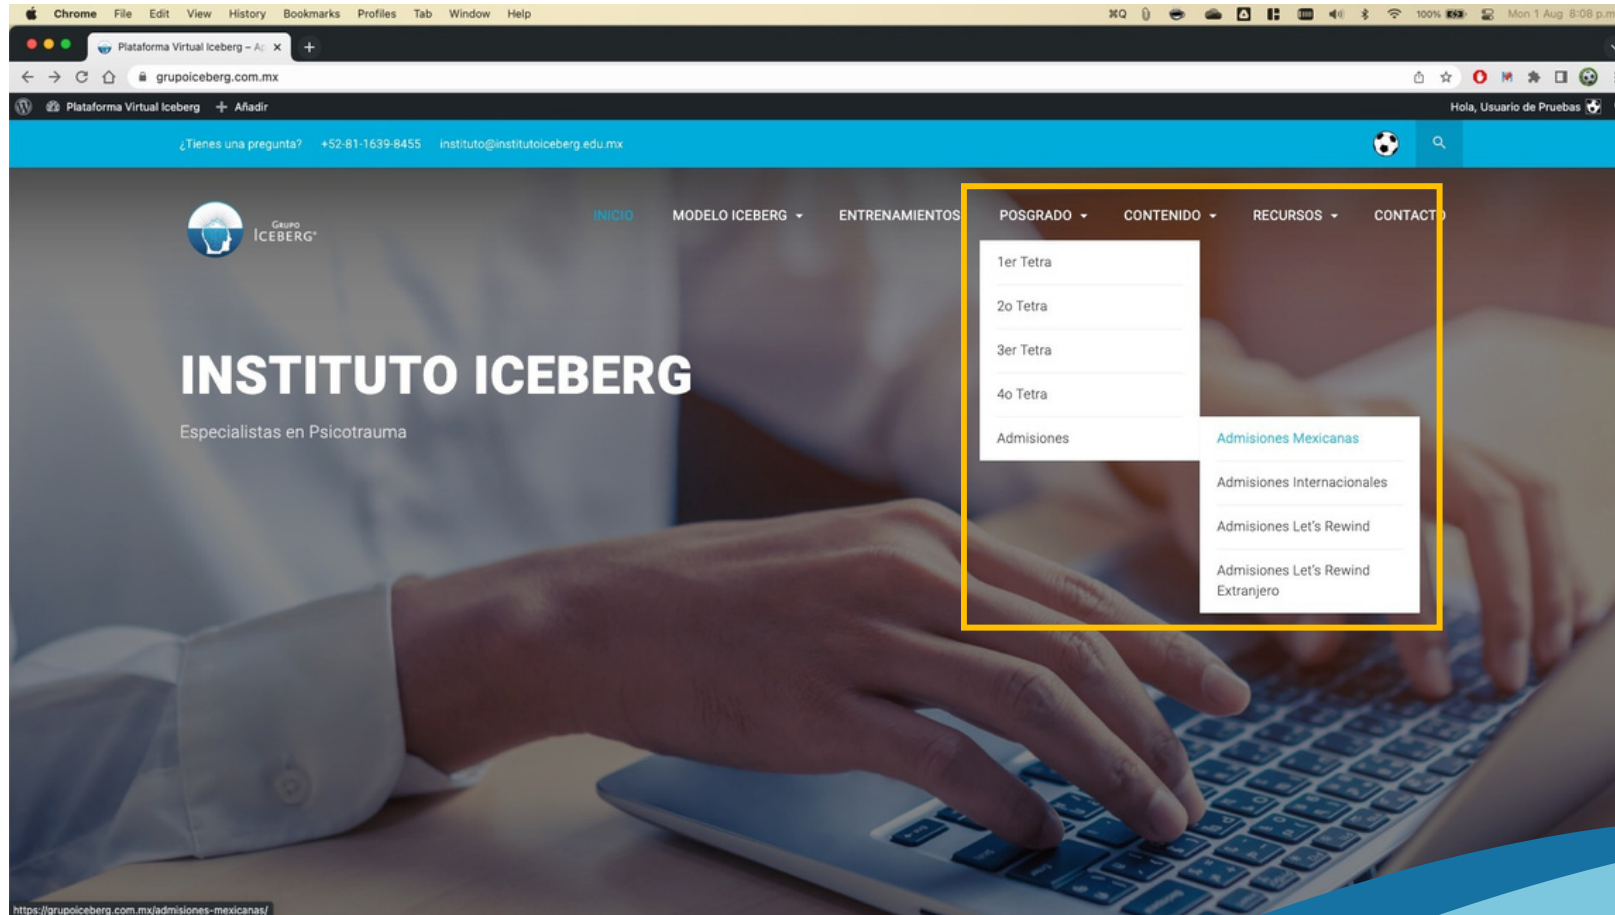 Chrome File Edit View History Bookmarks Profiles Tab Window Help
100% Mon 1 Aug 8:08 p.m
Plataforma Virtual Iceberg – Ap
grupoiceberg.com.mx
Plataforma Virtual Iceberg + Añadir
Hola, Usuario de Pruebas
¿Tienes una pregunta? +52-81-1639-8455 instituto@institutoiceberg.edu.mx
GRUPO
ICEBERG®
INICIO MODELO ICEBERG ENTRENAMIENTOS POSGRADO CONTENIDO RECURSOS CONTACTO
1er Tetra
2o Tetra
3er Tetra
4o Tetra
Admisiones
Admisiones Mexicanas
Admisiones Internacionales
Admisiones Let's Rewind
Admisiones Let's Rewind
Extranjero
INSTITUTO ICEBERG
Especialistas en Psicotrauma
https://grupoiceberg.com.mx/admisiones-mexicanas/